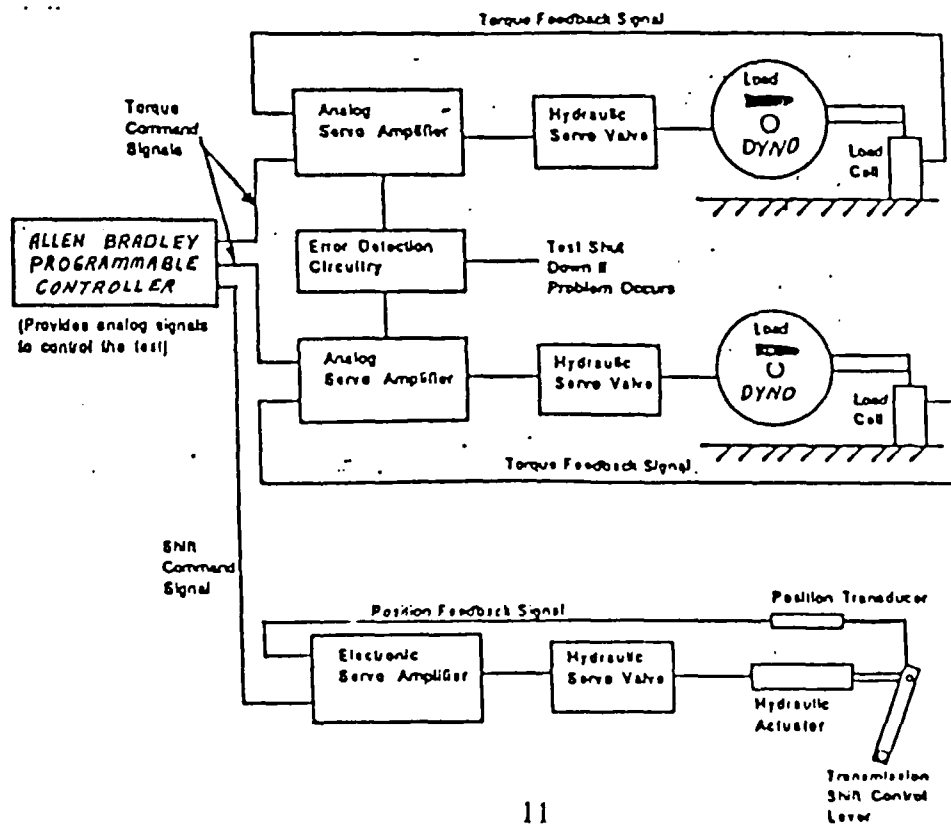 Torque Feedback Signal
Torque
Command
Signals
Analog
Servo Amplifier
Hydraulic
Servo Valve
Load
DYNO
Load
Cell
ALLEN BRADLEY
PROGRAMMABLE
CONTROLLER
(Provides analog signals
to control the test)
Error Detection
Circuitry
Test Shut
Down If
Problem Occurs
Analog
Servo Amplifier
Hydraulic
Servo Valve
Load
DYNO
Load
Cell
Torque Feedback Signal
Shift
Command
Signal
Position Feedback Signal
Position Transducer
Electronic
Servo Amplifier
Hydraulic
Servo Valve
Hydraulic
Actuator
Transmission
Shift Control
Lever
11